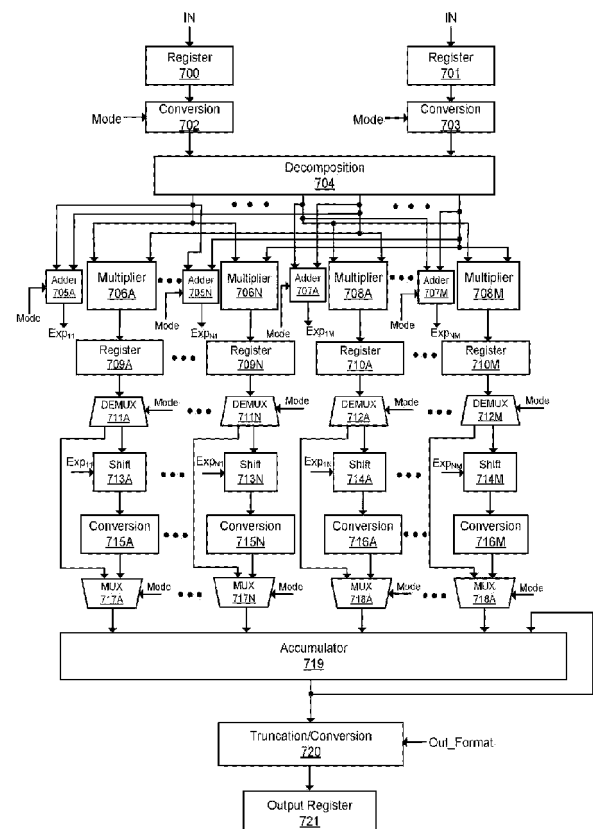 IN IN
Register
700
Register
701
Mode
Conversion
702
Mode
Conversion
703
Decomposition
704
Adder
705A
Multiplier
706A
Adder
705N
Multiplier
706N
Adder
707A
Multiplier
708A
Adder
707M
Multiplier
708M
Mode Mode Mode Mode
Exp11 ExpN1 Exp1M ExpNM
Register
709A
Register
709N
Register
710A
Register
710M
DEMUX
711A
Mode
DEMUX
711N
Mode
DEMUX
712A
Mode
DEMUX
712M
Mode
Exp11
Shift
713A
ExpN1
Shift
713N
Exp1N
Shift
714A
ExpNM
Shift
714M
Conversion
715A
Conversion
715N
Conversion
716A
Conversion
716M
MUX
717A
Mode
MUX
717N
Mode
MUX
718A
Mode
MUX
718A
Mode
Accumulator
719
Truncation/Conversion
720
Out_Format
Output Register
721